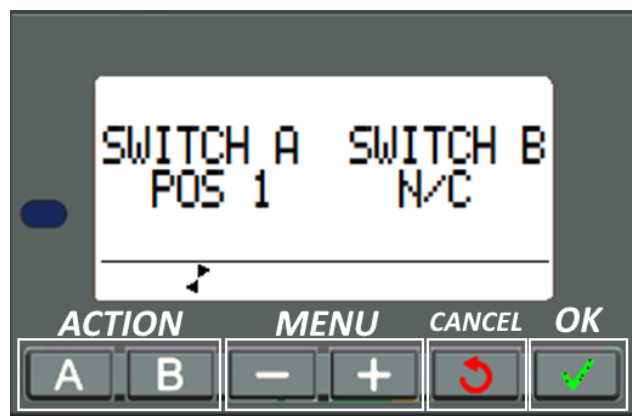 SWITCH A SWITCH B
POS 1 N/C
ACTION MENU CANCEL OK
A B − +